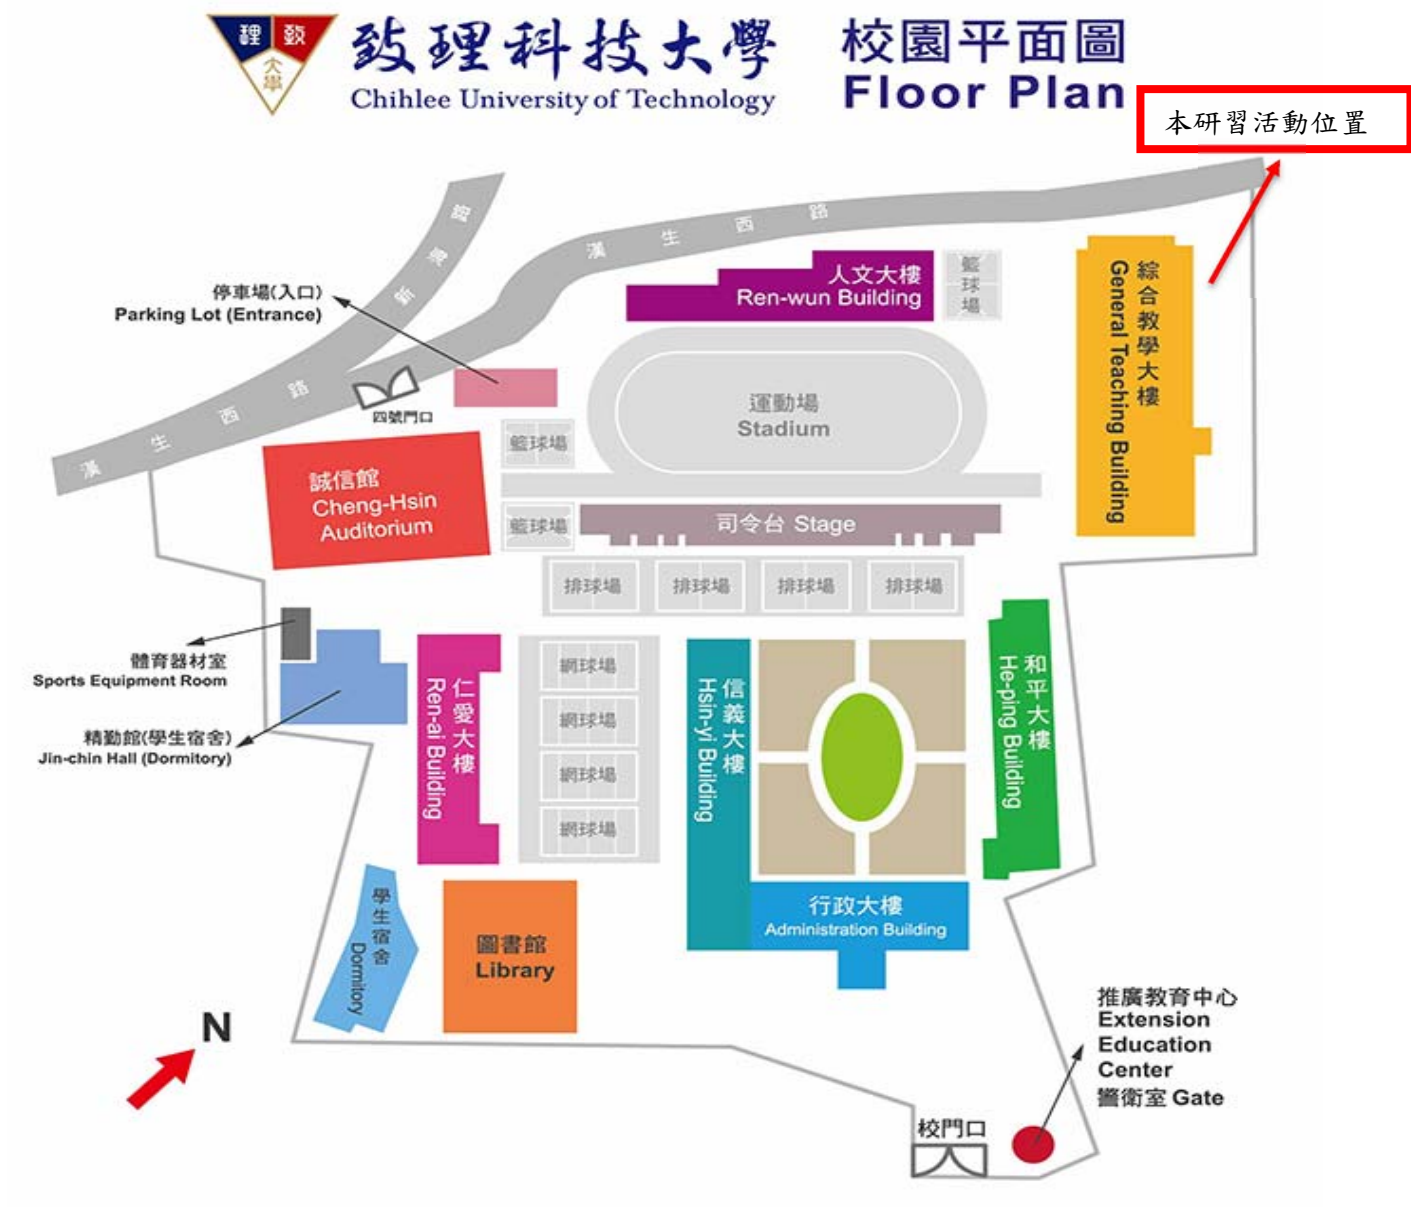 理 致
大
學
致理科技大學
Chihlee University of Technology
校園平面圖
Floor Plan
本研習活動位置
新海路
漢生西路
漢生西路
停車場(入口)
Parking Lot (Entrance)
四號門口
人文大樓
Ren-wun Building
籃球場
綜合教學大樓
General Teaching Building
運動場
Stadium
籃球場
誠信館
Cheng-Hsin
Auditorium
籃球場
司令台 Stage
排球場
排球場
排球場
排球場
體育器材室
Sports Equipment Room
精勤館(學生宿舍)
Jin-chin Hall (Dormitory)
仁愛大樓
Ren-ai Building
網球場
網球場
網球場
網球場
信義大樓
Hsin-yi Building
和平大樓
He-ping Building
行政大樓
Administration Building
學生宿舍
Dormitory
圖書館
Library
N
推廣教育中心
Extension
Education
Center
警衛室 Gate
校門口